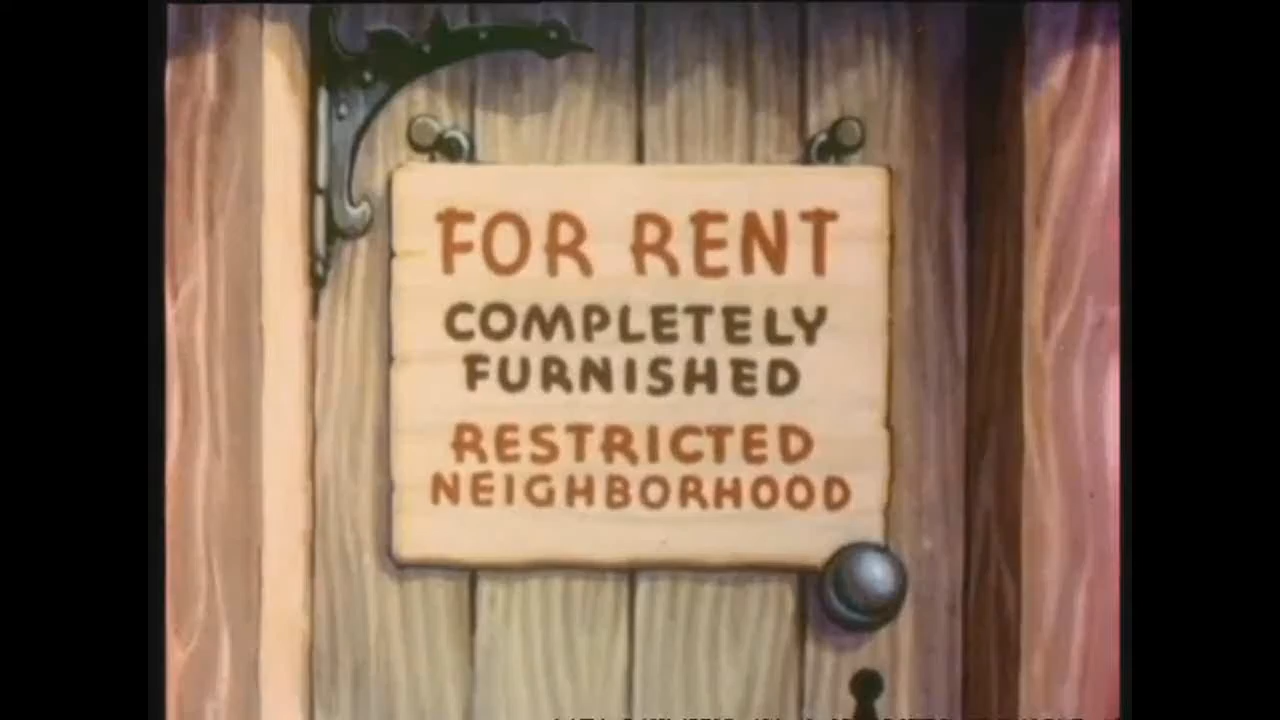 FOR RENT
COMPLETELY
FURNISHED
RESTRICTED
NEIGHBORHOOD